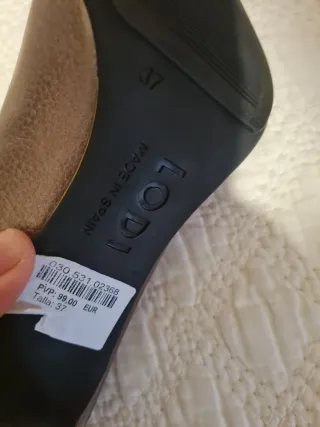 37
LODI
MADE IN SPAIN
030 531 02368
PVP: 99.00 EUR
Talla: 37